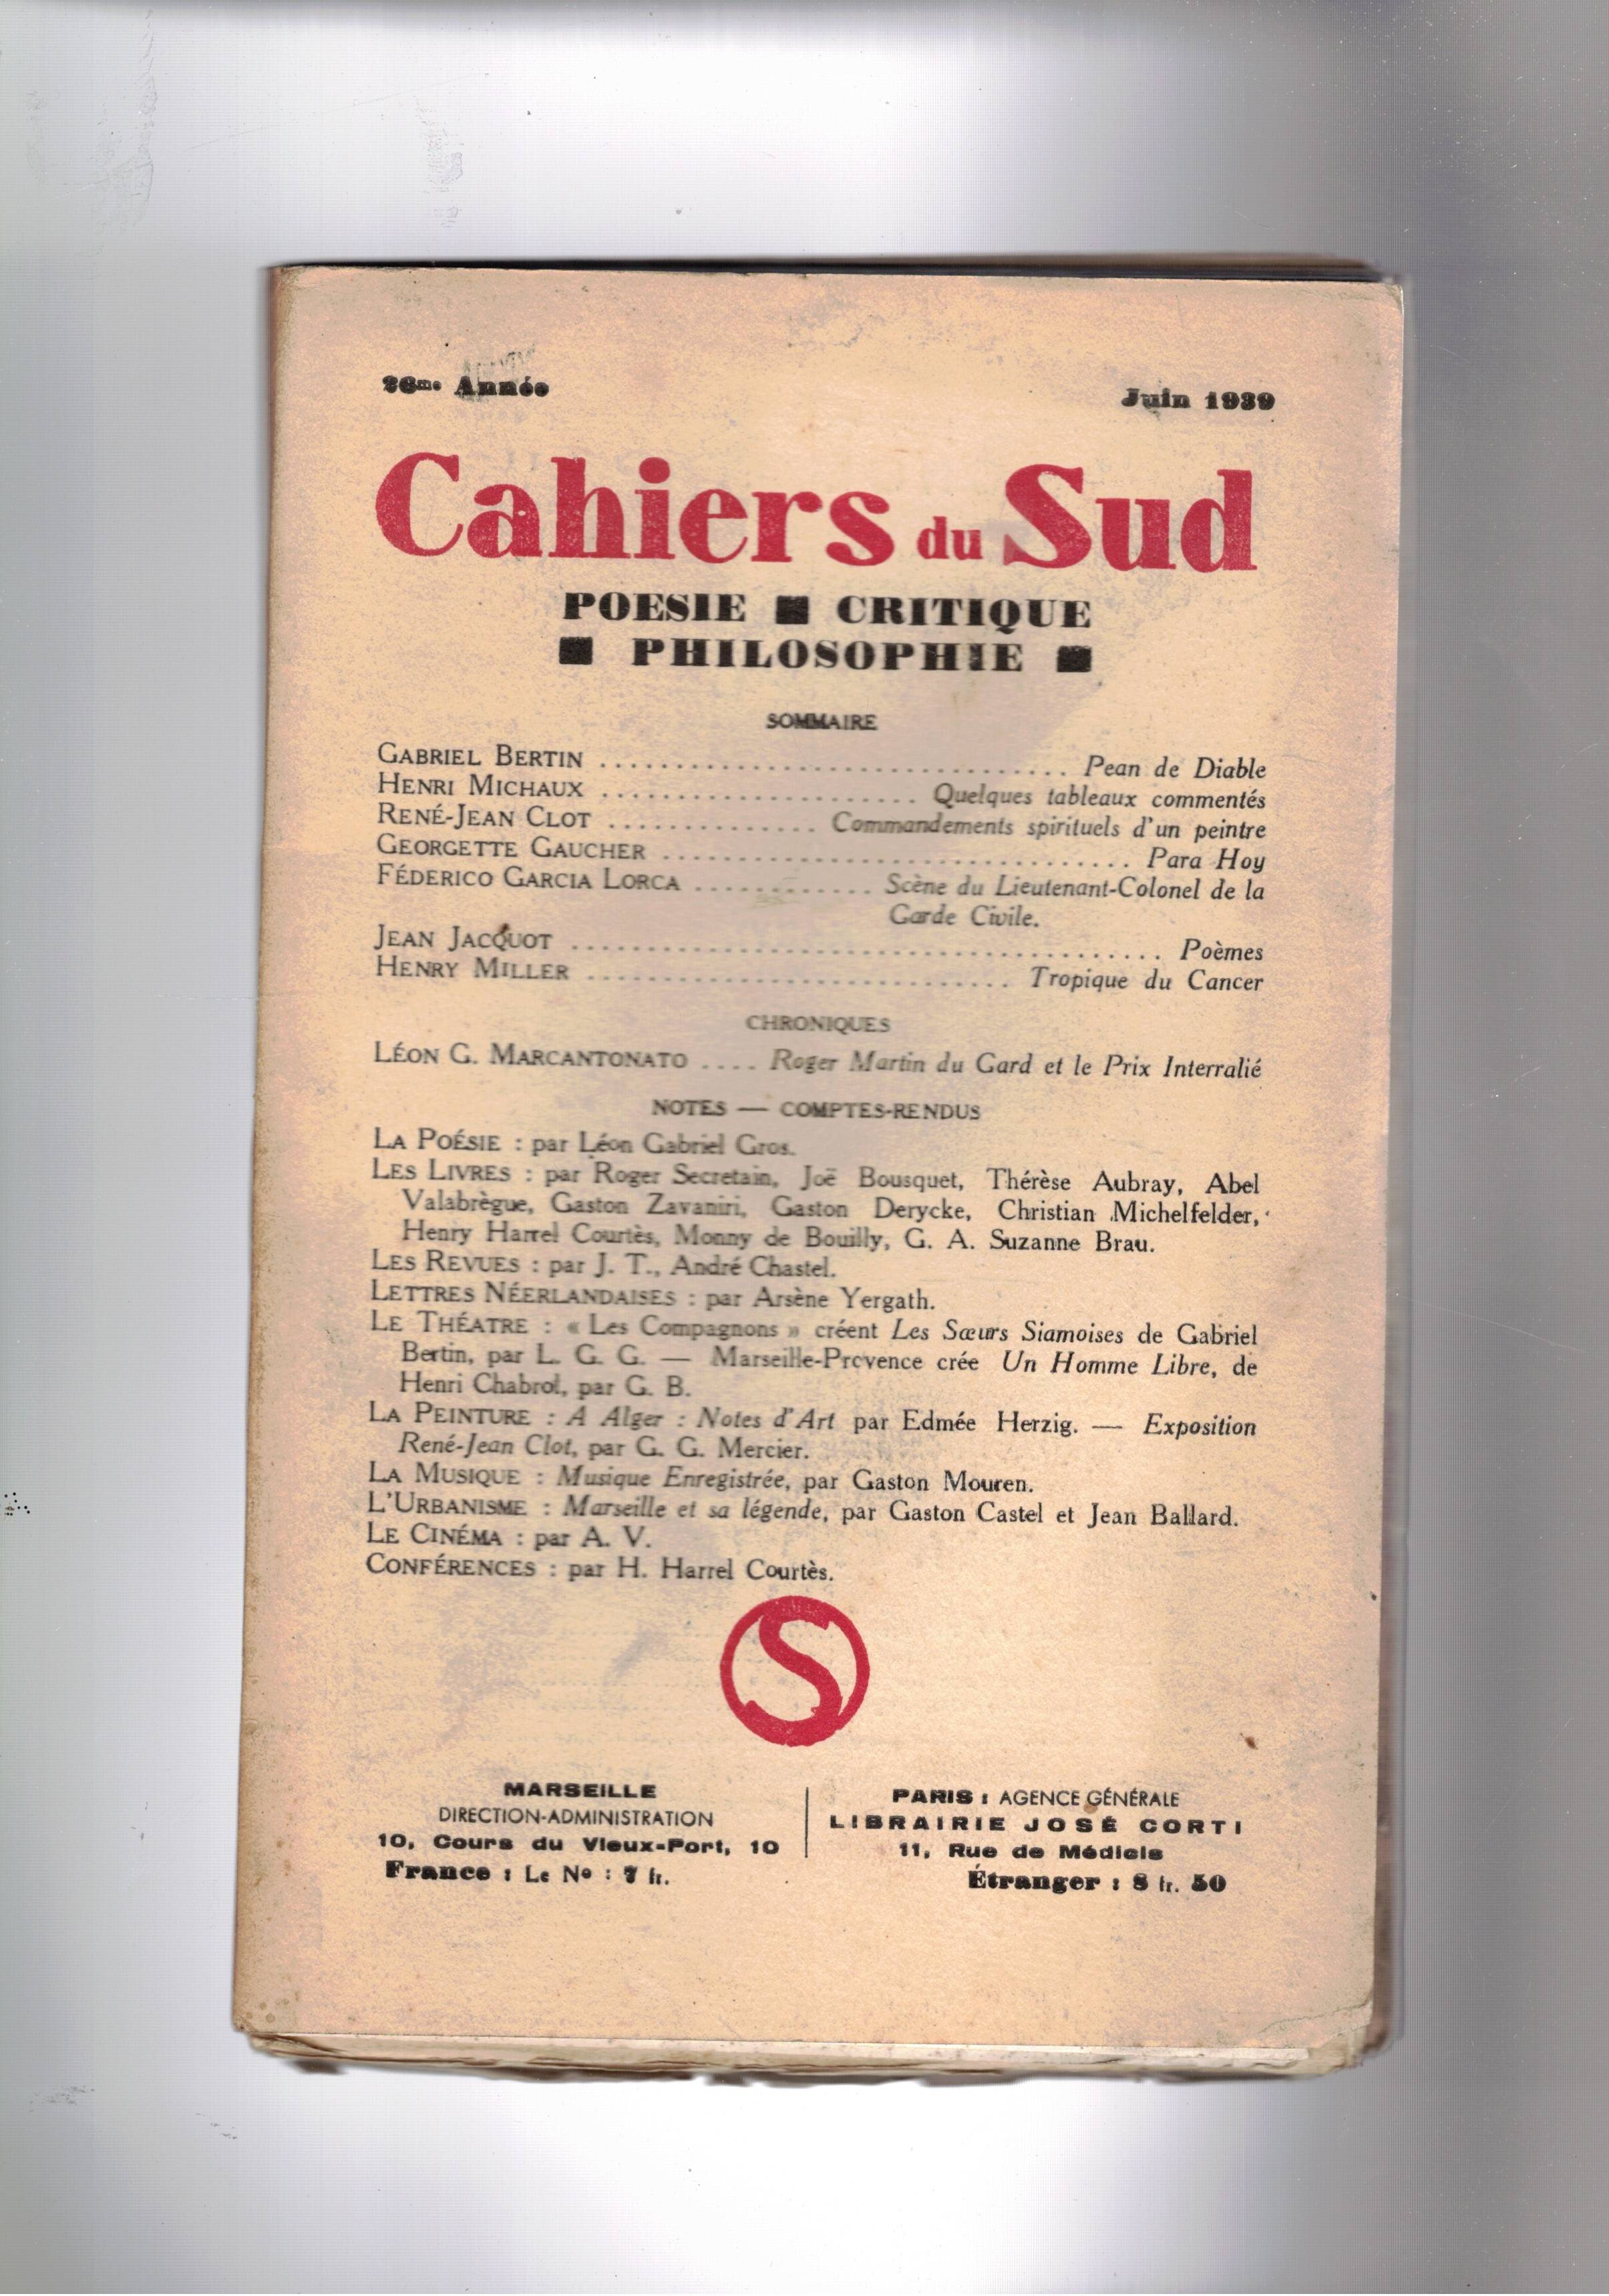 26me Année
Juin 1939
Cahiers du Sud
POESIE ■ CRITIQUE
■ PHILOSOPHIE ■
SOMMAIRE
GABRIEL BERTIN ................................ Pean de Diable
HENRI MICHAUX ...................... Quelques tableaux commentés
RENÉ-JEAN CLOT .............. Commandements spirituels d'un peintre
GEORGETTE GAUCHER ................................ Para Hoy
FÉDERICO GARCIA LORCA ............ Scène du Lieutenant-Colonel de la
Garde Civile.
JEAN JACQUOT ........................................ Poèmes
HENRY MILLER ............................. Tropique du Cancer
CHRONIQUES
LÉON G. MARCANTONATO .... Roger Martin du Gard et le Prix Interralié
NOTES — COMPTES-RENDUS
LA POÉSIE : par Léon Gabriel Gros.
LES LIVRES : par Roger Secretain, Joë Bousquet, Thérèse Aubray, Abel
Valabrègue, Gaston Zavaniri, Gaston Derycke, Christian Michelfelder,
Henry Harrel Courtès, Monny de Bouilly, G. A. Suzanne Brau.
LES REVUES : par J. T., André Chastel.
LETTRES NÉERLANDAISES : par Arsène Yergath.
LE THÉATRE : « Les Compagnons » créent Les Sœurs Siamoises de Gabriel
Bertin, par L. G. G. — Marseille-Provence crée Un Homme Libre, de
Henri Chabrol, par G. B.
LA PEINTURE : A Alger : Notes d'Art par Edmée Herzig. — Exposition
René-Jean Clot, par G. G. Mercier.
LA MUSIQUE : Musique Enregistrée, par Gaston Mouren.
L'URBANISME : Marseille et sa légende, par Gaston Castel et Jean Ballard.
LE CINÉMA : par A. V.
CONFÉRENCES : par H. Harrel Courtès.
S
MARSEILLE
DIRECTION-ADMINISTRATION
10, Cours du Vieux-Port, 10
France : Le No : 7 fr.
PARIS : AGENCE GÉNÉRALE
LIBRAIRIE JOSÉ CORTI
11, Rue de Médicis
Étranger : 8 fr. 50